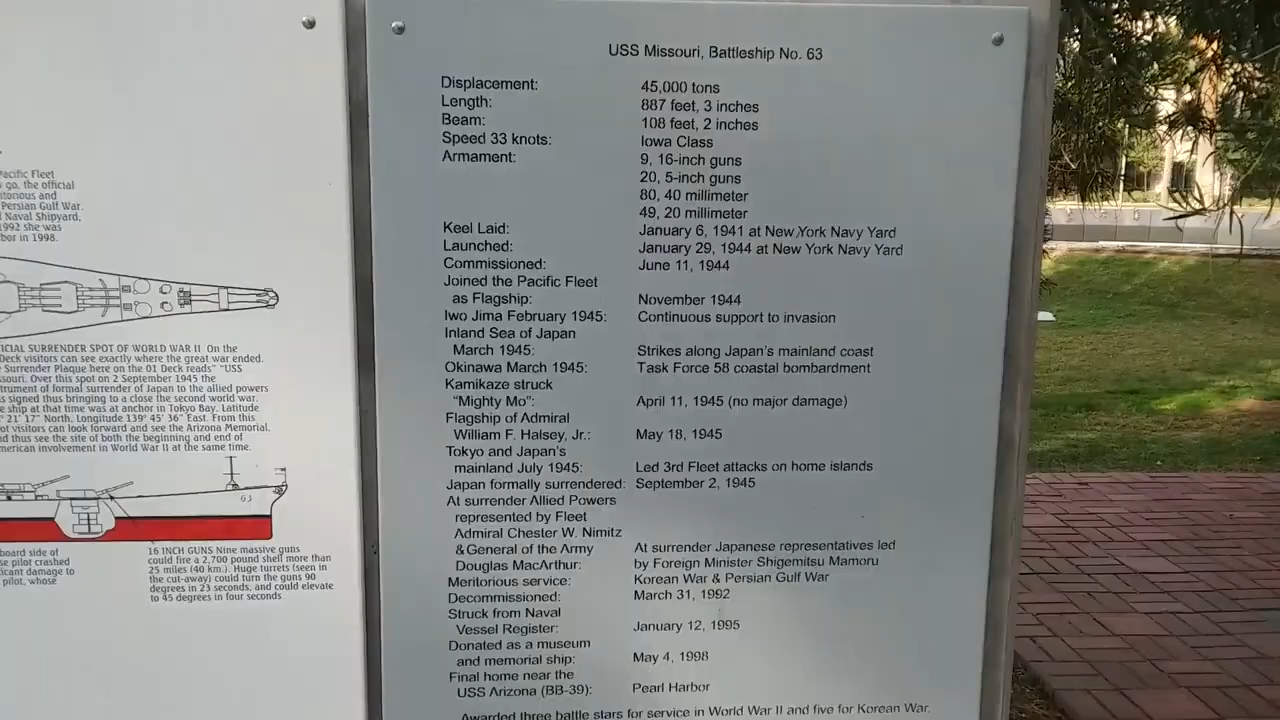 Pacific Fleet
go, the official
Persian Gulf War.
Naval Shipyard,
1992 she was
in 1998.
SURRENDER SPOT OF WORLD WAR II On the
Deck visitors can see exactly where the great war ended.
Surrender Plaque here on the 01 Deck reads" "USS
Over this spot on 2 September 1945 the
of formal surrender of Japan to the allied powers
signed thus bringing to a close the second world war.
ship at that time was at anchor in Tokyo Bay. Latitude
21' 17" North, Longitude 139° 45' 36" East. From this
visitors can look forward and see the Arizona Memorial,
thus see the site of both the beginning and end of
involvement in World War II at the same time.
63
side of
pilot crashed
damage to
pilot, whose
16 INCH GUNS Nine massive guns
could fire a 2,700 pound shell more than
25 miles (40 km.). Huge turrets (seen in
the cut-away) could turn the guns 90
degrees in 23 seconds, and could elevate
to 45 degrees in four seconds
USS Missouri, Battleship No. 63
Displacement: 45,000 tons
Length: 887 feet, 3 inches
Beam: 108 feet, 2 inches
Speed 33 knots: Iowa Class
Armament: 9, 16-inch guns
20, 5-inch guns
80, 40 millimeter
49, 20 millimeter
Keel Laid: January 6, 1941 at New York Navy Yard
Launched: January 29, 1944 at New York Navy Yard
Commissioned: June 11, 1944
Joined the Pacific Fleet
as Flagship: November 1944
Iwo Jima February 1945: Continuous support to invasion
Inland Sea of Japan
March 1945: Strikes along Japan's mainland coast
Okinawa March 1945: Task Force 58 coastal bombardment
Kamikaze struck
"Mighty Mo": April 11, 1945 (no major damage)
Flagship of Admiral
William F. Halsey, Jr.: May 18, 1945
Tokyo and Japan's
mainland July 1945: Led 3rd Fleet attacks on home islands
Japan formally surrendered: September 2, 1945
At surrender Allied Powers
represented by Fleet
Admiral Chester W. Nimitz
& General of the Army At surrender Japanese representatives led
Douglas MacArthur: by Foreign Minister Shigemitsu Mamoru
Meritorious service: Korean War & Persian Gulf War
Decommissioned: March 31, 1992
Struck from Naval
Vessel Register: January 12, 1995
Donated as a museum
and memorial ship: May 4, 1998
Final home near the
USS Arizona (BB-39): Pearl Harbor
Awarded three battle stars for service in World War II and five for Korean War.